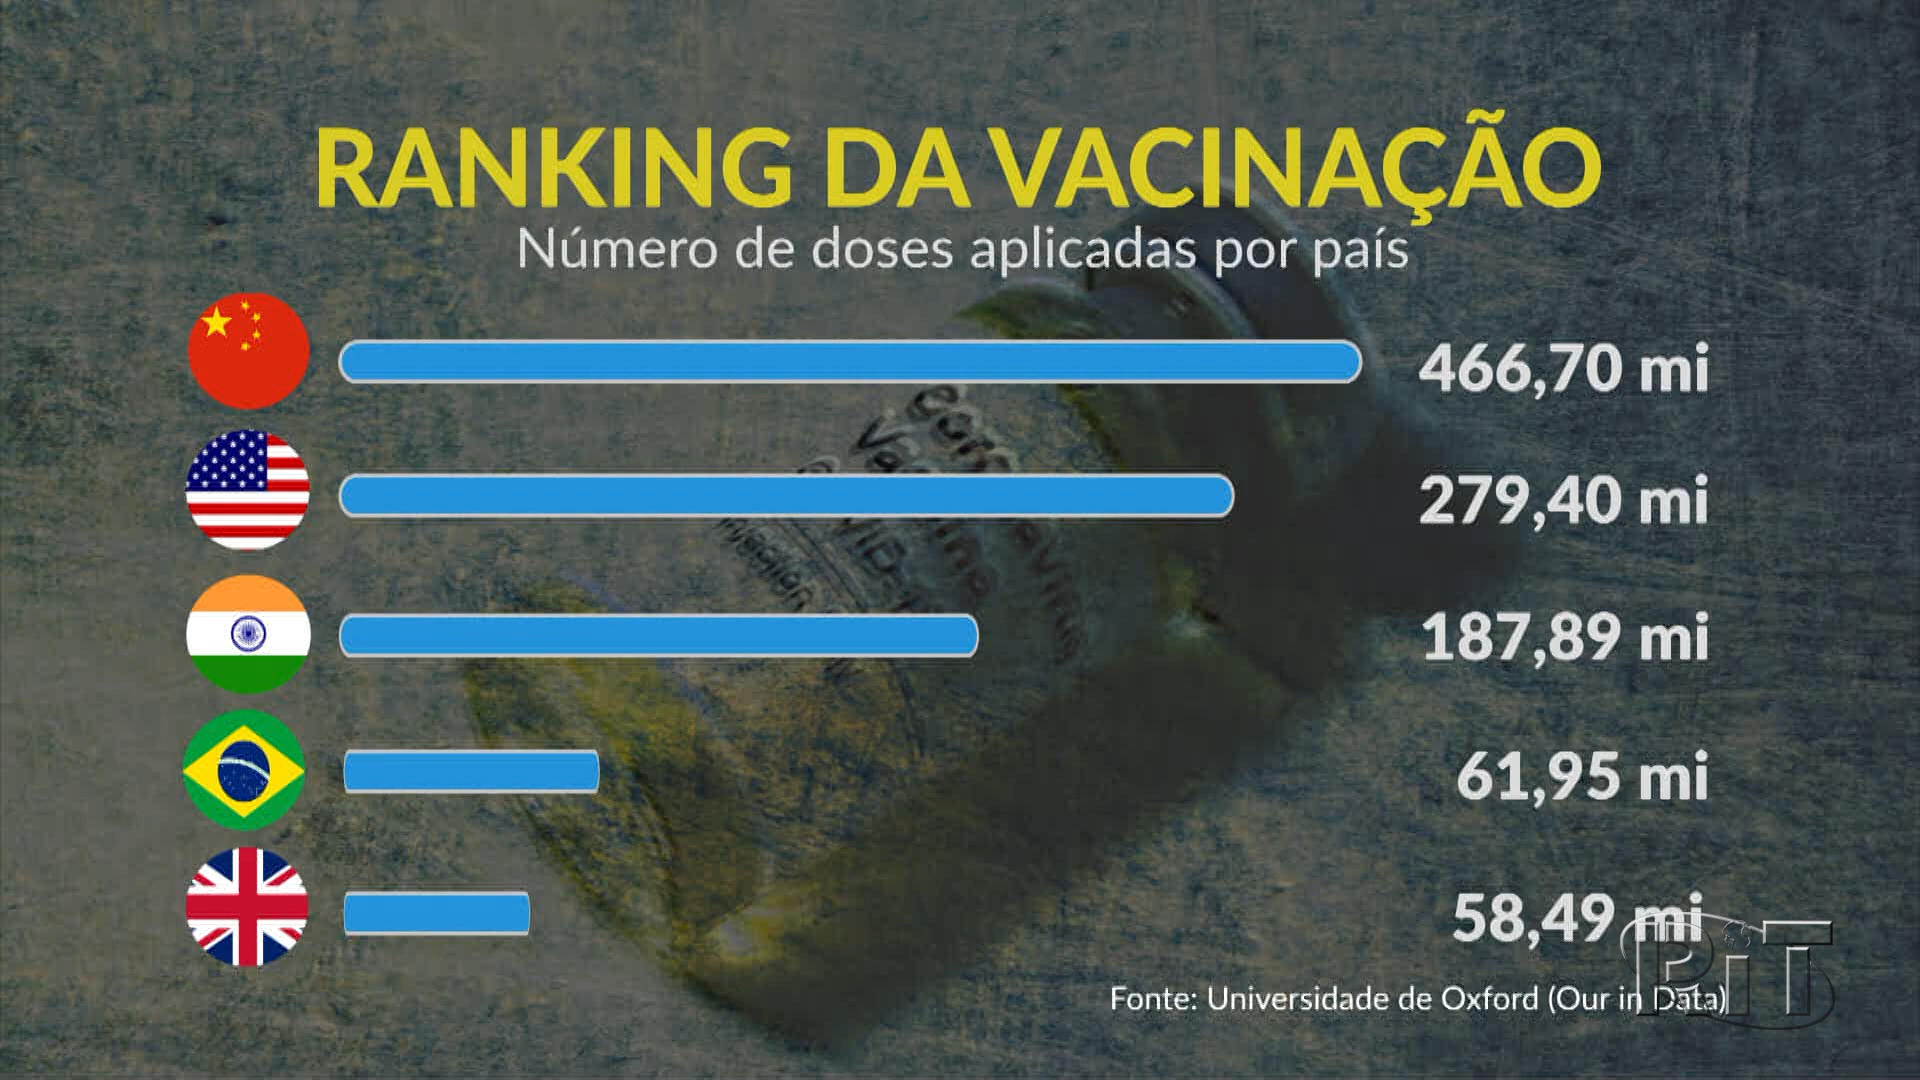 RANKING DA VACINAÇÃO
Número de doses aplicadas por país
466,70 mi
279,40 mi
187,89 mi
61,95 mi
58,49 mi
Fonte: Universidade de Oxford (Our in Data)
RiT